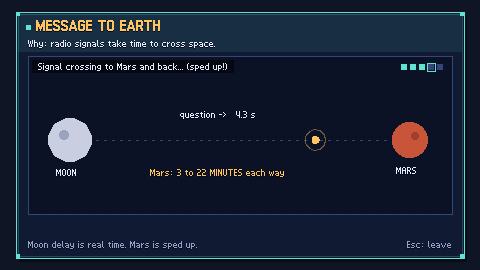 MESSAGE TO EARTH
Why: radio signals take time to cross space.
Signal crossing to Mars and back... (sped up!)
question -> 4.3 s
MOON
Mars: 3 to 22 MINUTES each way
MARS
Moon delay is real time. Mars is sped up.
Esc: leave